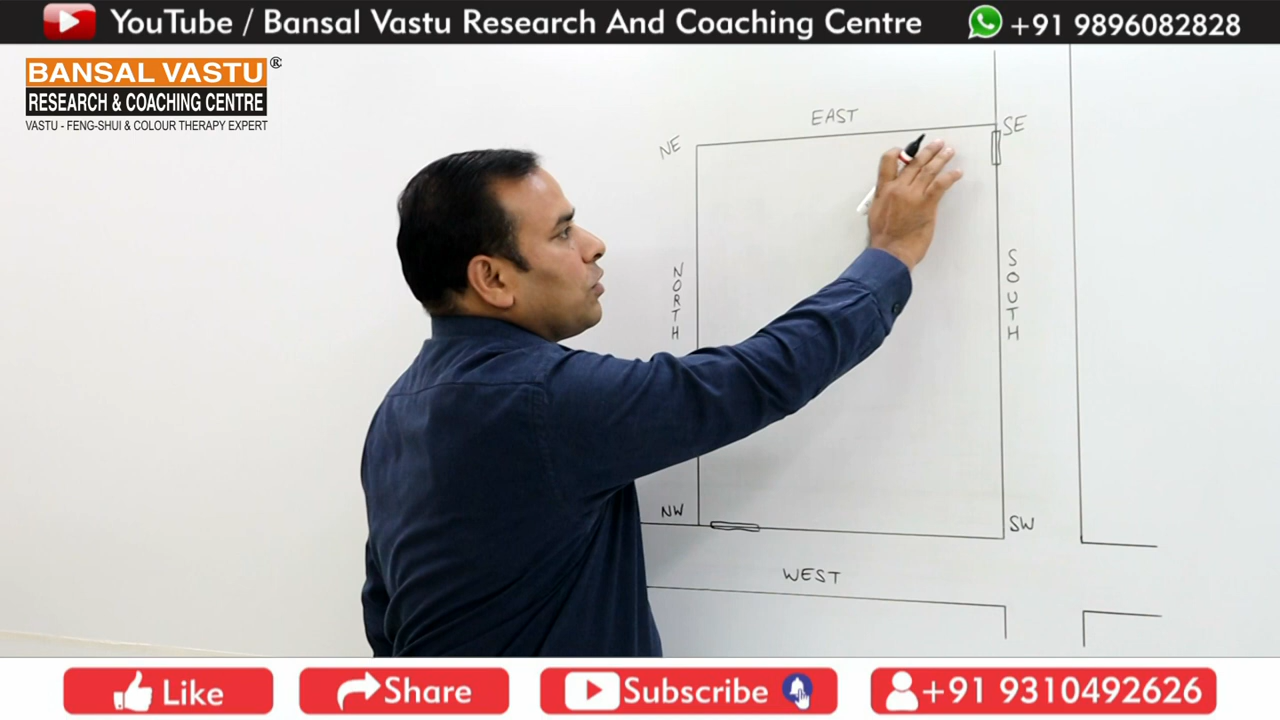 YouTube / Bansal Vastu Research And Coaching Centre
+91 9896082828
BANSAL VASTU®
RESEARCH & COACHING CENTRE
VASTU - FENG-SHUI & COLOUR THERAPY EXPERT
EAST
NE
SE
NORTH
SOUTH
NW
SW
WEST
Like
Share
Subscribe
+91 9310492626